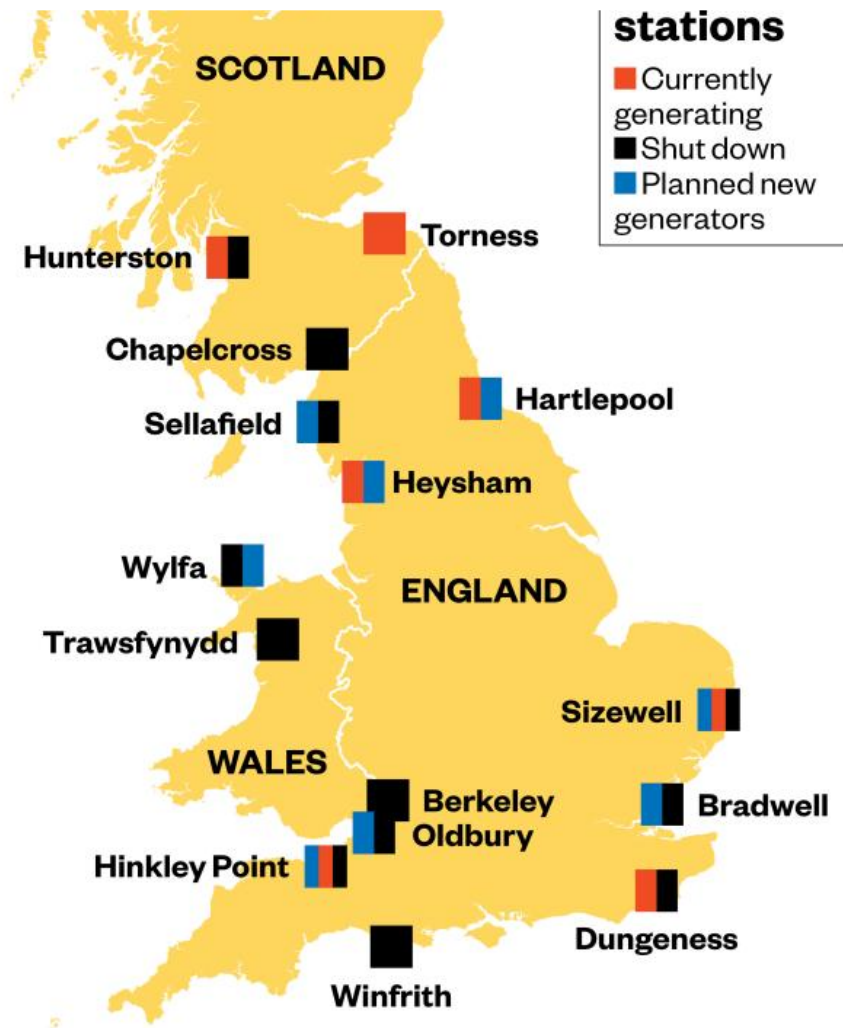 stations
Currently
generating
Shut down
Planned new
generators
SCOTLAND
Torness
Hunterston
Chapelcross
Hartlepool
Sellafield
Heysham
Wylfa
ENGLAND
Trawsfynydd
Sizewell
WALES
Berkeley
Bradwell
Oldbury
Hinkley Point
Dungeness
Winfrith